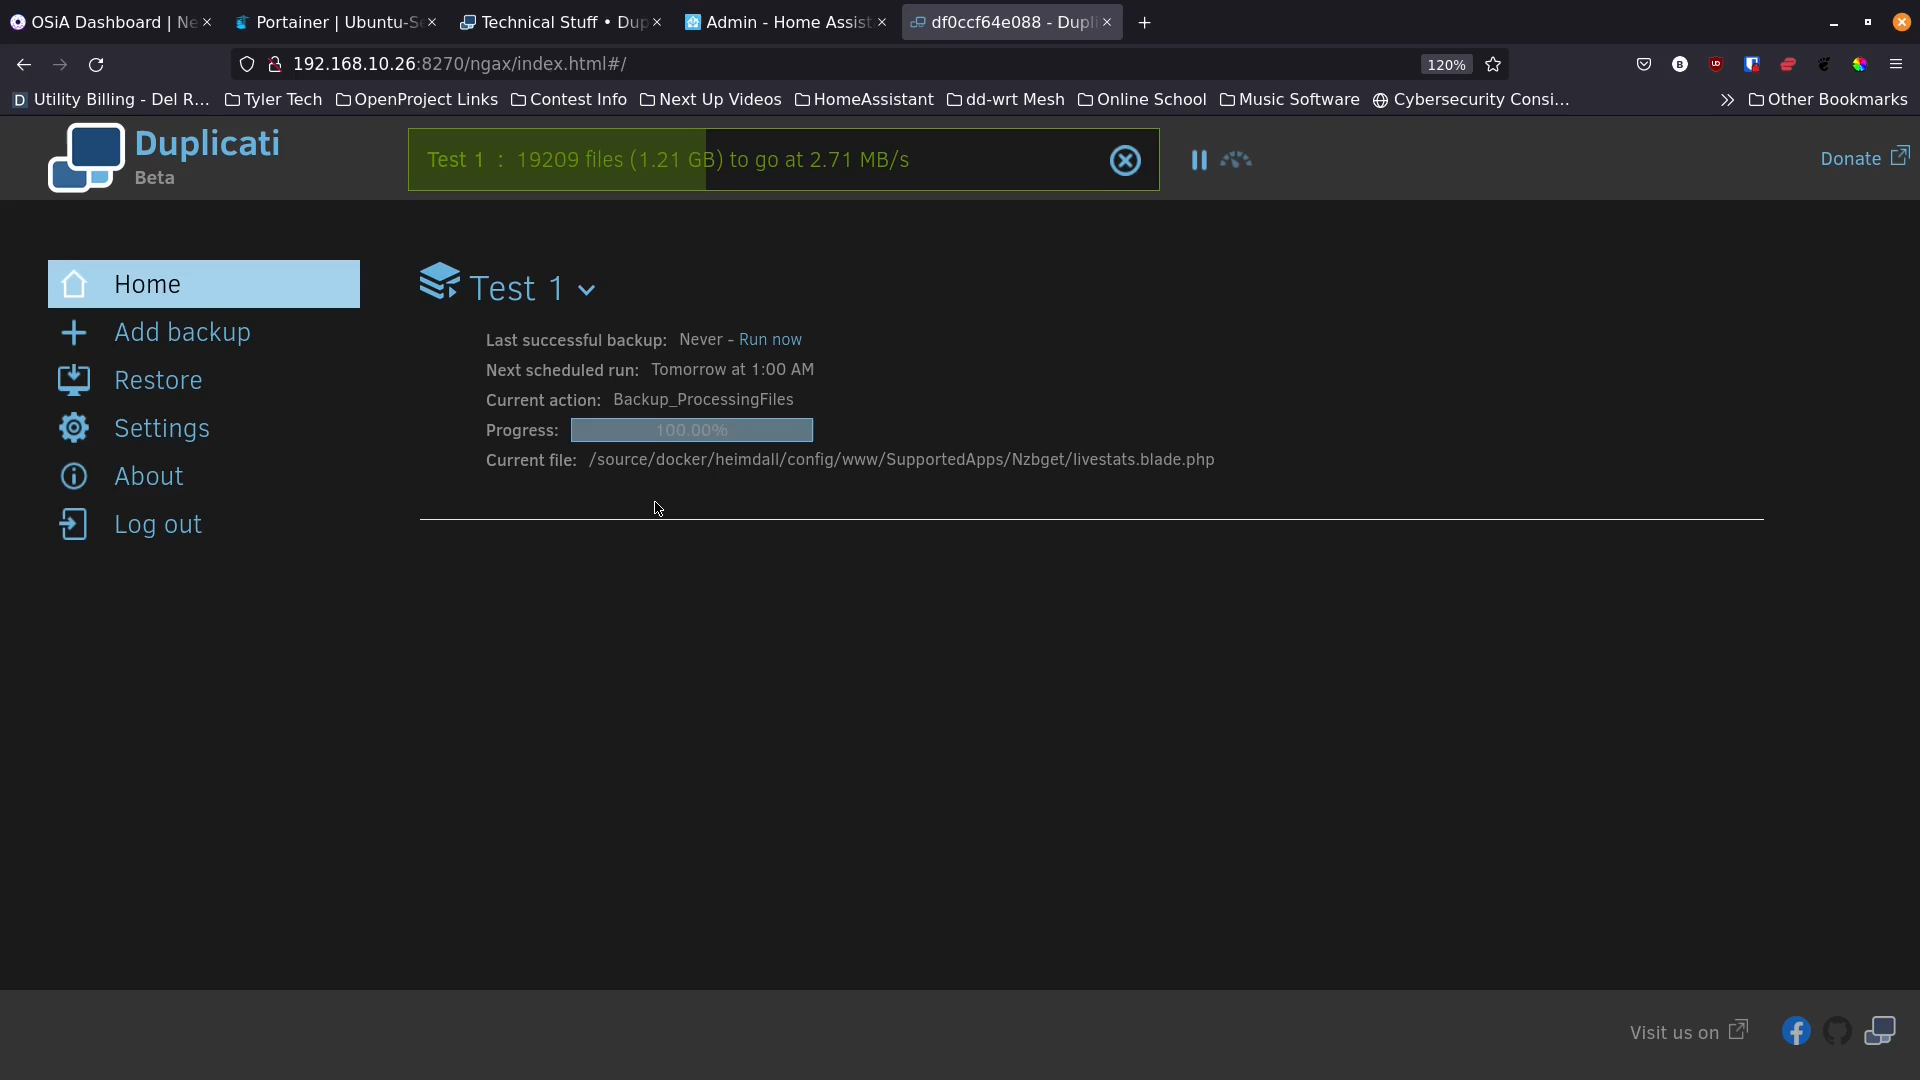 OSiA Dashboard | Ne
Portainer | Ubuntu-Se
Technical Stuff • Dup
Admin - Home Assist
df0ccf64e088 - Dupli
192.168.10.26:8270/ngax/index.html#/
120%
Utility Billing - Del R...
Tyler Tech
OpenProject Links
Contest Info
Next Up Videos
HomeAssistant
dd-wrt Mesh
Online School
Music Software
Cybersecurity Consi...
Other Bookmarks
Duplicati
Beta
Test 1 : 19209 files (1.21 GB) to go at 2.71 MB/s
Donate
Home
Add backup
Restore
Settings
About
Log out
Test 1
Last successful backup: Never - Run now
Next scheduled run: Tomorrow at 1:00 AM
Current action: Backup_ProcessingFiles
Progress: 100.00%
Current file: /source/docker/heimdall/config/www/SupportedApps/Nzbget/livestats.blade.php
Visit us on